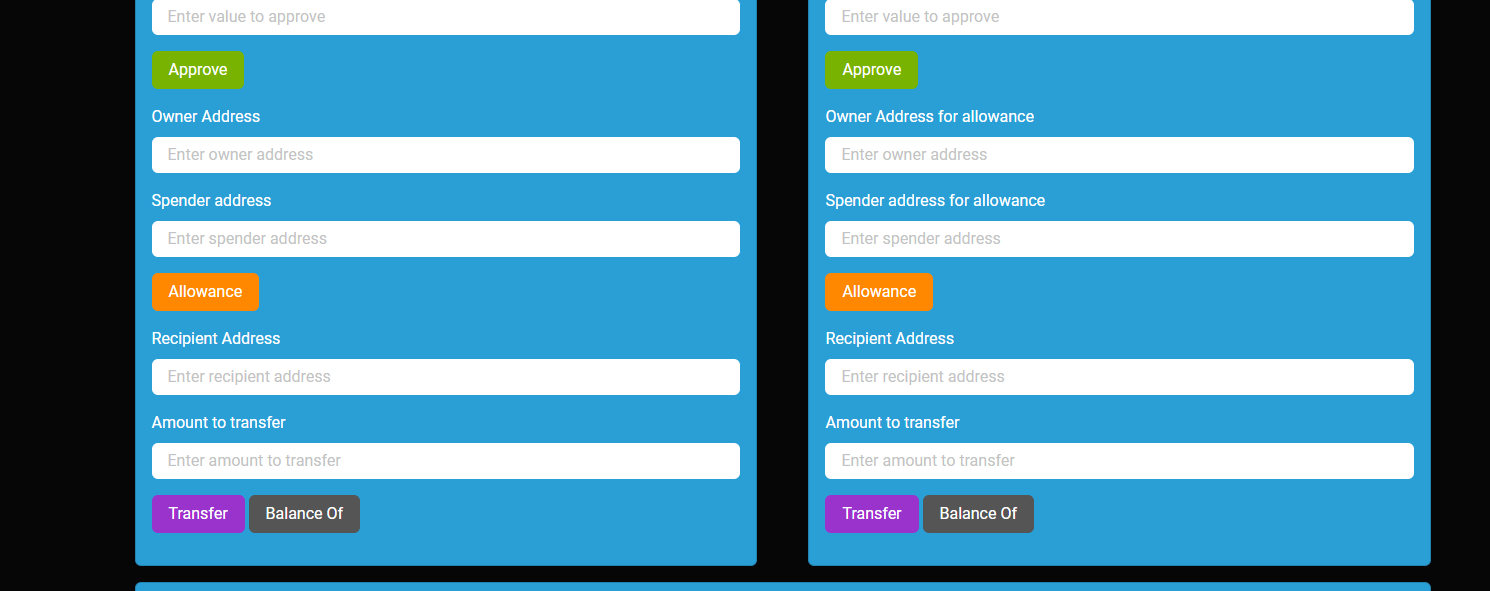 Enter value to approve
Approve
Owner Address
Enter owner address
Spender address
Enter spender address
Allowance
Recipient Address
Enter recipient address
Amount to transfer
Enter amount to transfer
Transfer Balance Of
Enter value to approve
Approve
Owner Address for allowance
Enter owner address
Spender address for allowance
Enter spender address
Allowance
Recipient Address
Enter recipient address
Amount to transfer
Enter amount to transfer
Transfer Balance Of